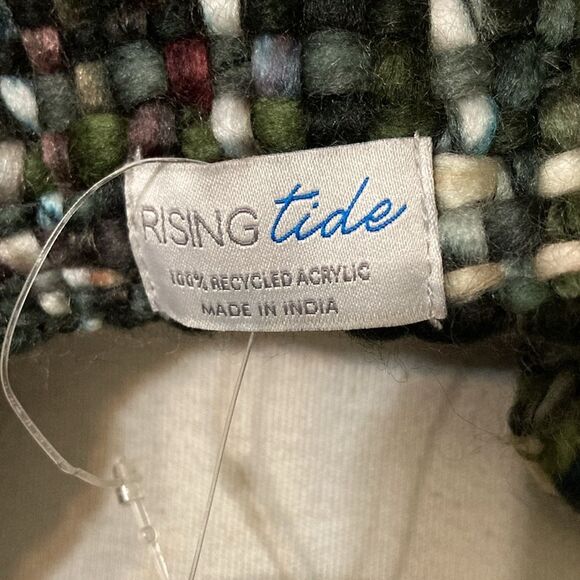 RISING tide
100% RECYCLED ACRYLIC
MADE IN INDIA